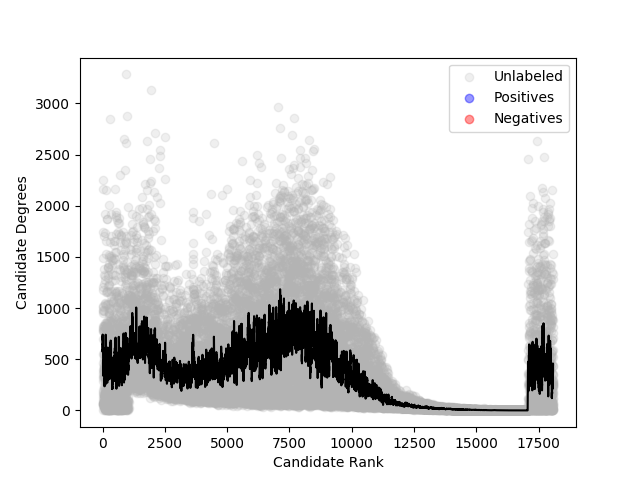 Unlabeled
Positives
Negatives
Candidate Degrees
3000
2500
2000
1500
1000
500
0
0 2500 5000 7500 10000 12500 15000 17500
Candidate Rank